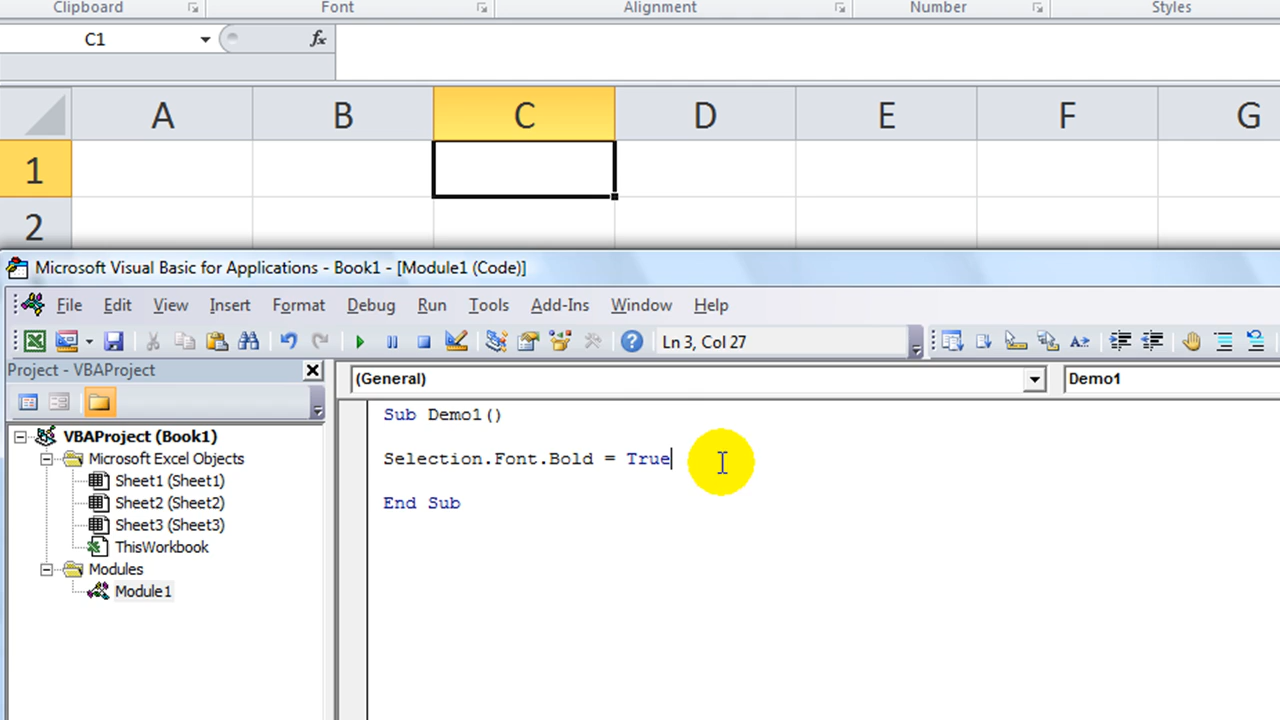 Clipboard Font Alignment Number Styles
C1 fx
A B C D E F G
1
2
Microsoft Visual Basic for Applications - Book1 - [Module1 (Code)]
File Edit View Insert Format Debug Run Tools Add-Ins Window Help
Ln 3, Col 27
Project - VBAProject
(General) Demo1
VBAProject (Book1)
Microsoft Excel Objects
Sheet1 (Sheet1)
Sheet2 (Sheet2)
Sheet3 (Sheet3)
ThisWorkbook
Modules
Module1
Sub Demo1()
Selection.Font.Bold = True
End Sub